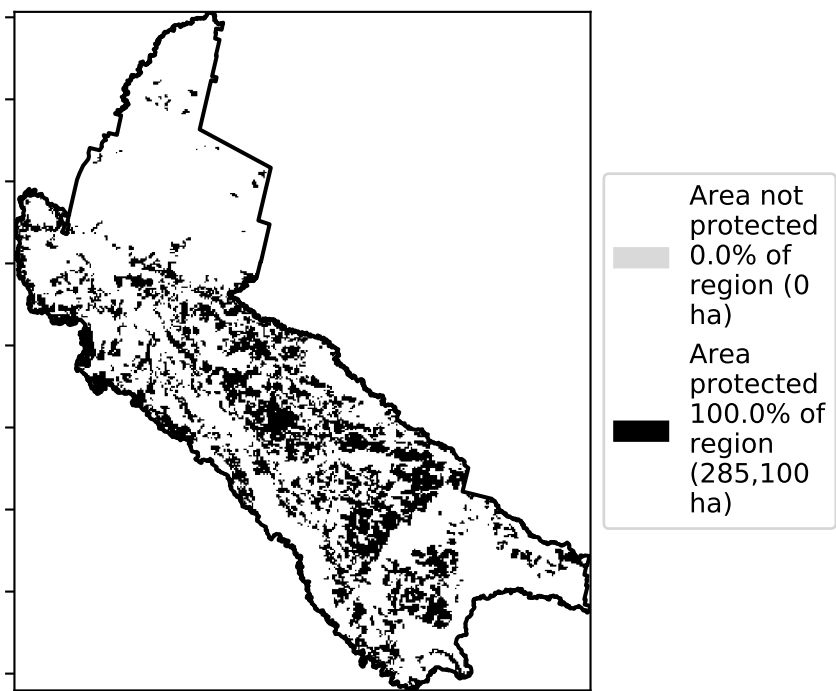 Area not
protected
0.0% of
region (0
ha)
Area
protected
100.0% of
region
(285,100
ha)